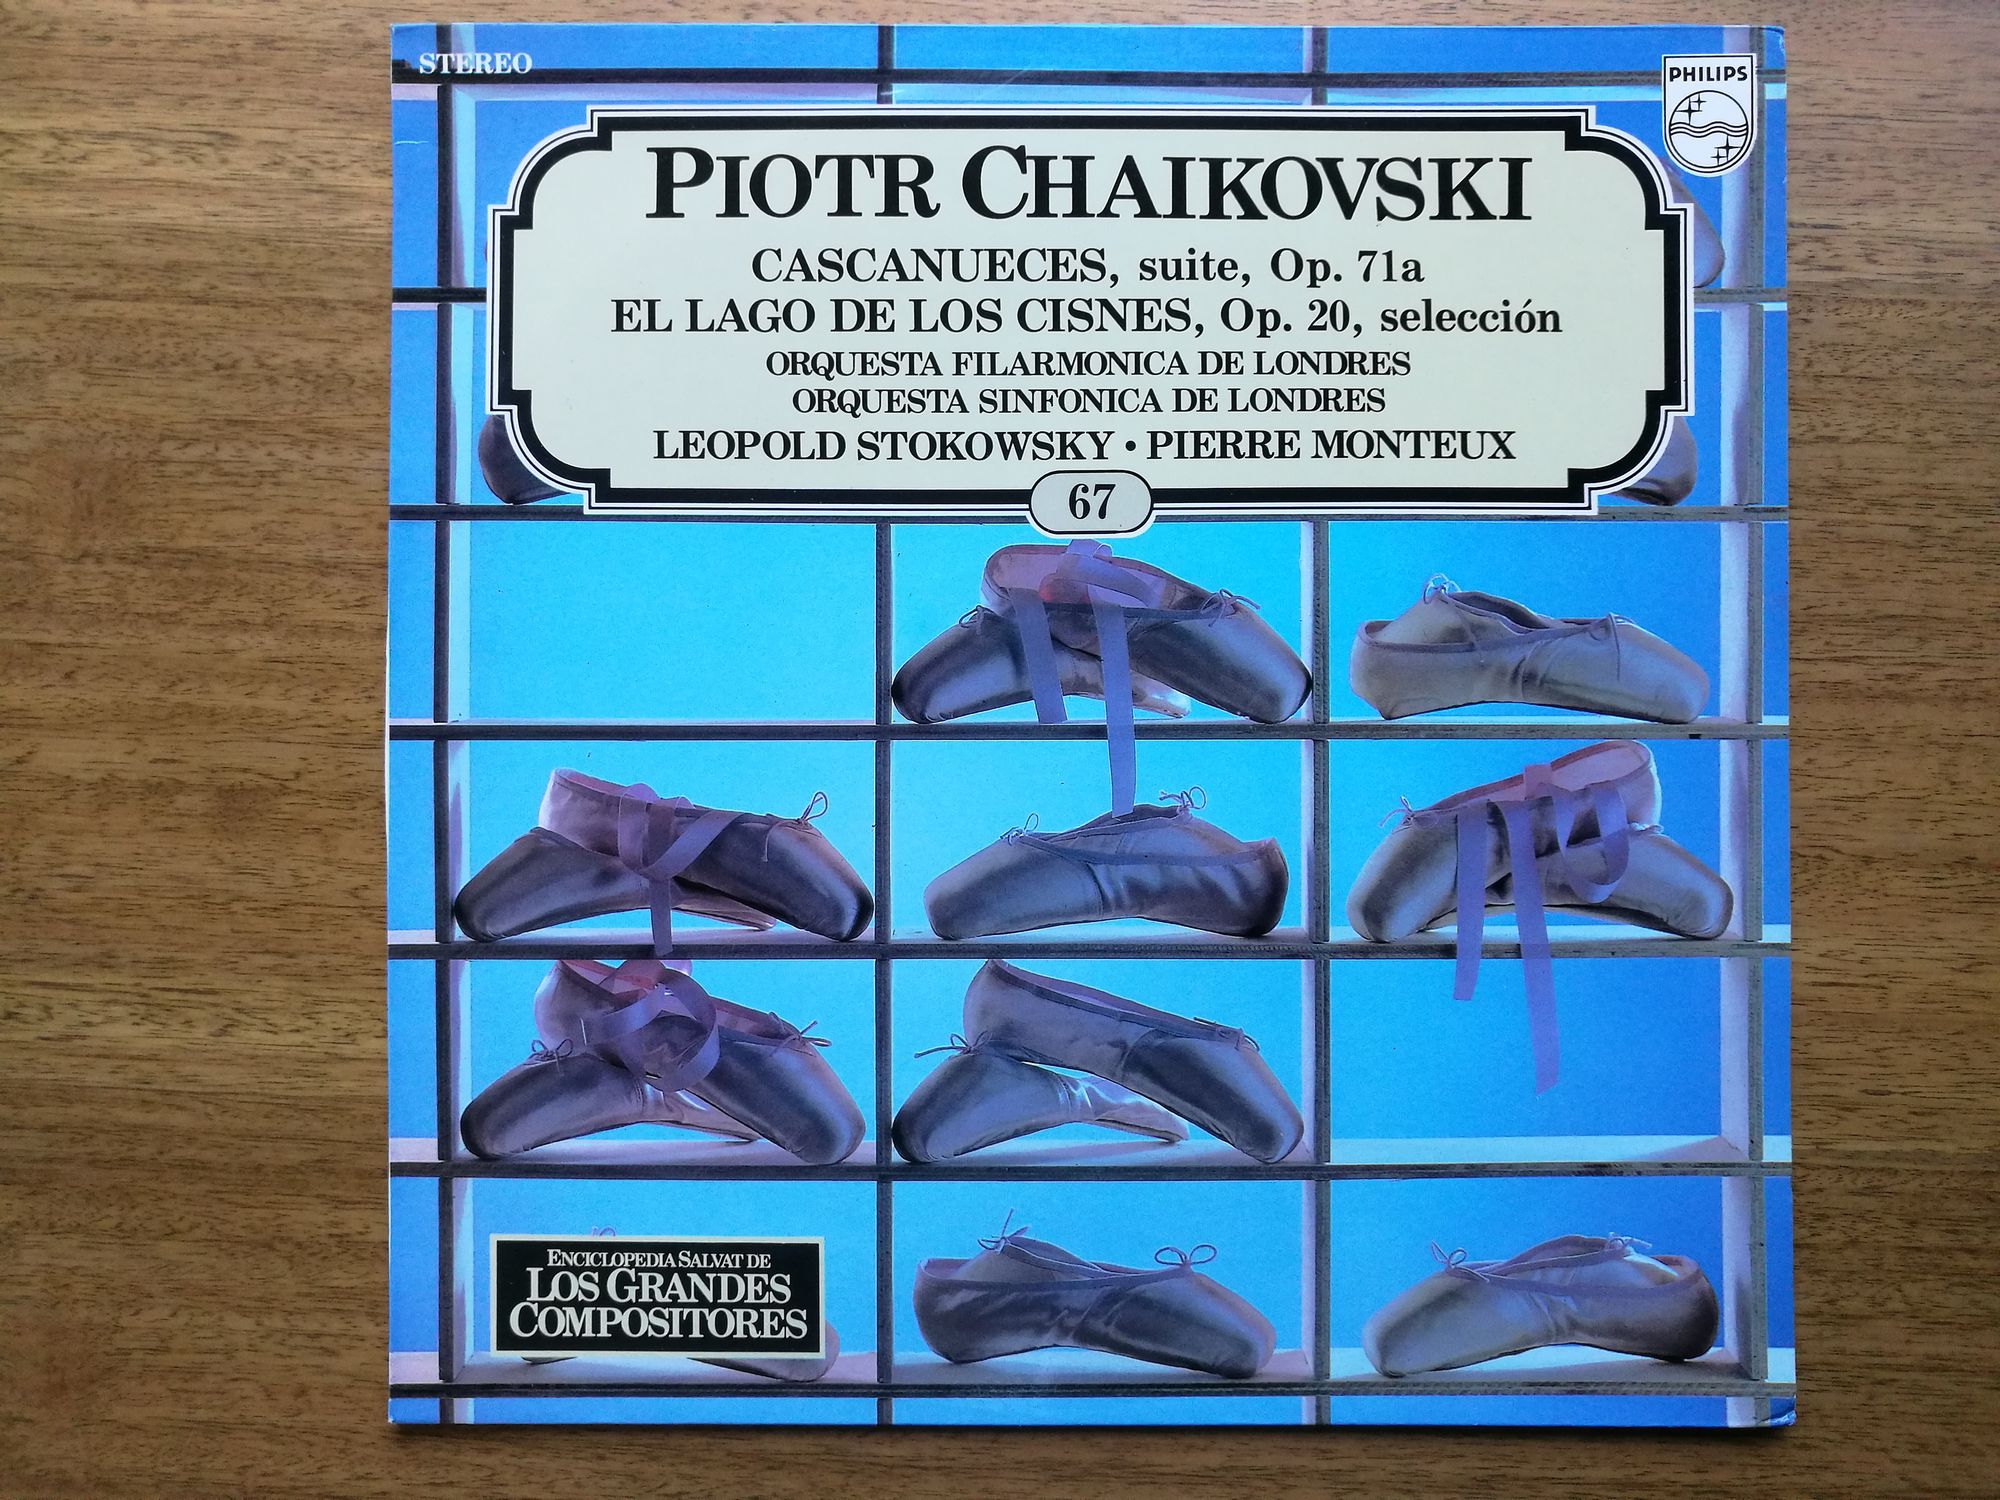 STEREO
PHILIPS
PIOTR CHAIKOVSKI
CASCANUECES, suite, Op. 71a
EL LAGO DE LOS CISNES, Op. 20, selección
ORQUESTA FILARMONICA DE LONDRES
ORQUESTA SINFONICA DE LONDRES
LEOPOLD STOKOWSKY • PIERRE MONTEUX
67
ENCICLOPEDIA SALVAT DE
LOS GRANDES
COMPOSITORES